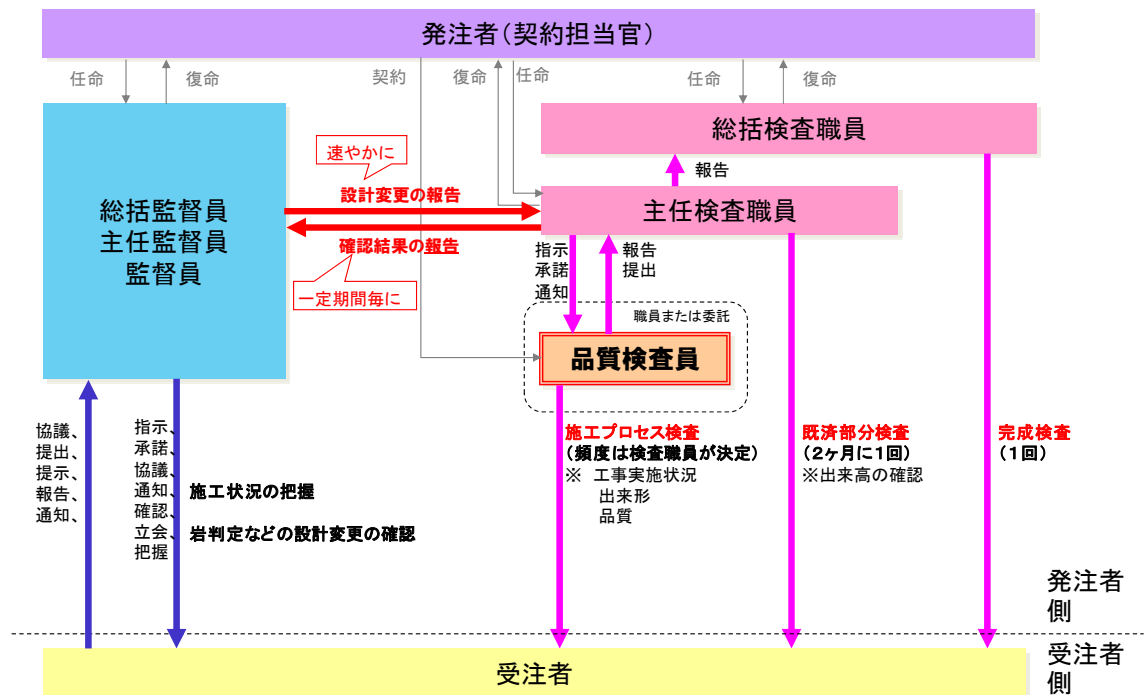 発注者(契約担当官)
任命
復命
契約
復命
任命
任命
復命
総括検査職員
速やかに
報告
設計変更の報告
主任検査職員
総括監督員
主任監督員
監督員
確認結果の報告
一定期間毎に
指示
承諾
通知
報告
提出
職員または委託
品質検査員
協議、
提出、
提示、
報告、
通知、
指示、
承諾、
協議、
通知、
確認、
立会、
把握
施工状況の把握
岩判定などの設計変更の確認
施工プロセス検査
(頻度は検査職員が決定)
※ 工事実施状況
出来形
品質
既済部分検査
(2ヶ月に1回)
※出来高の確認
完成検査
(1回)
発注者
側
受注者
受注者
側